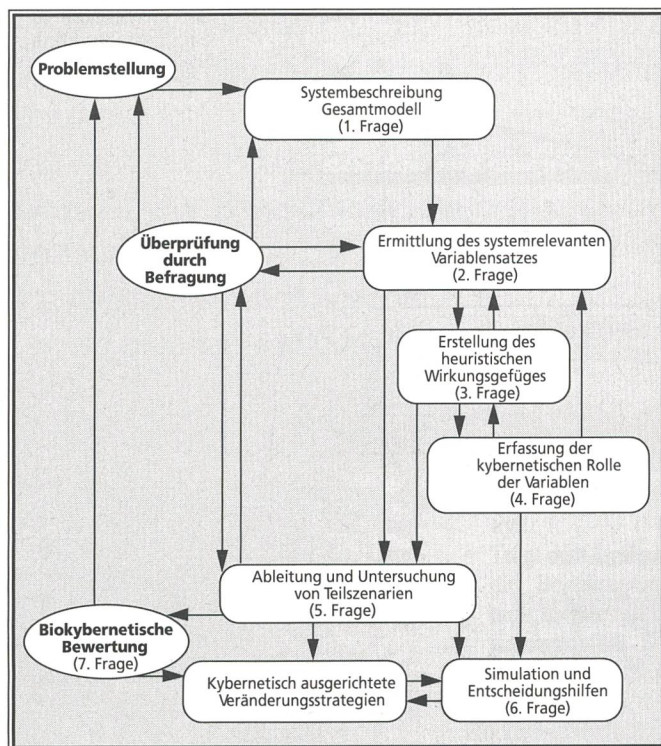 Problemstellung
Systembeschreibung
Gesamtmodell
(1. Frage)
Überprüfung
durch
Befragung
Ermittlung des systemrelevanten
Variablensatzes
(2. Frage)
Erstellung des
heuristischen
Wirkungsgefüges
(3. Frage)
Erfassung der
kybernetischen Rolle
der Variablen
(4. Frage)
Ableitung und Untersuchung
von Teilszenarien
(5. Frage)
Biokybernetische
Bewertung
(7. Frage)
Kybernetisch ausgerichtete
Veränderungsstrategien
Simulation und
Entscheidungshilfen
(6. Frage)